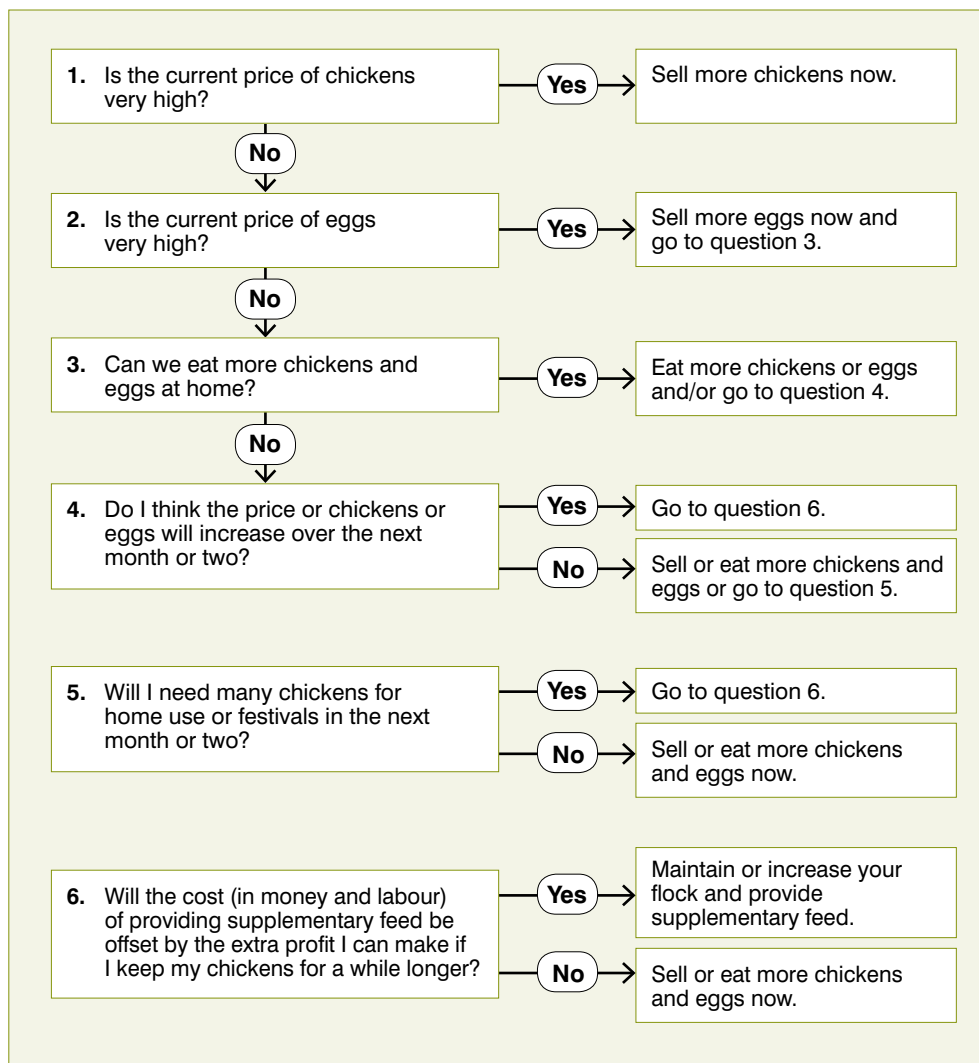 1. Is the current price of chickens
very high?
Yes
Sell more chickens now.
No
2. Is the current price of eggs
very high?
Yes
Sell more eggs now and
go to question 3.
No
3. Can we eat more chickens and
eggs at home?
Yes
Eat more chickens or eggs
and/or go to question 4.
No
4. Do I think the price or chickens or
eggs will increase over the next
month or two?
Yes
Go to question 6.
No
Sell or eat more chickens and
eggs or go to question 5.
5. Will I need many chickens for
home use or festivals in the next
month or two?
Yes
Go to question 6.
No
Sell or eat more chickens
and eggs now.
6. Will the cost (in money and labour)
of providing supplementary feed be
offset by the extra profit I can make if
I keep my chickens for a while longer?
Yes
Maintain or increase your
flock and provide
supplementary feed.
No
Sell or eat more chickens
and eggs now.